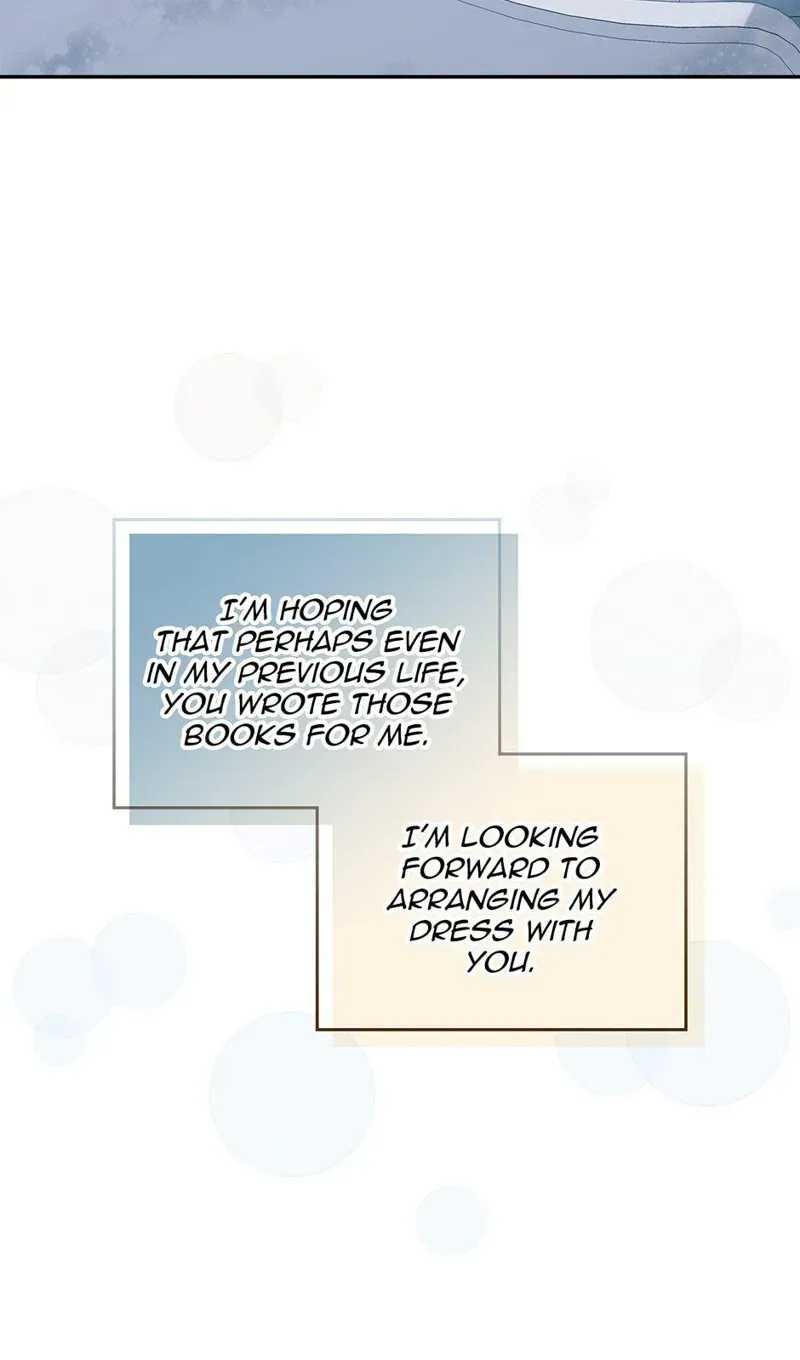 I'M HOPING
THAT PERHAPS EVEN
IN MY PREVIOUS LIFE,
YOU WROTE THOSE
BOOKS FOR ME.
I'M LOOKING
FORWARD TO
ARRANGING MY
DRESS WITH
YOU.